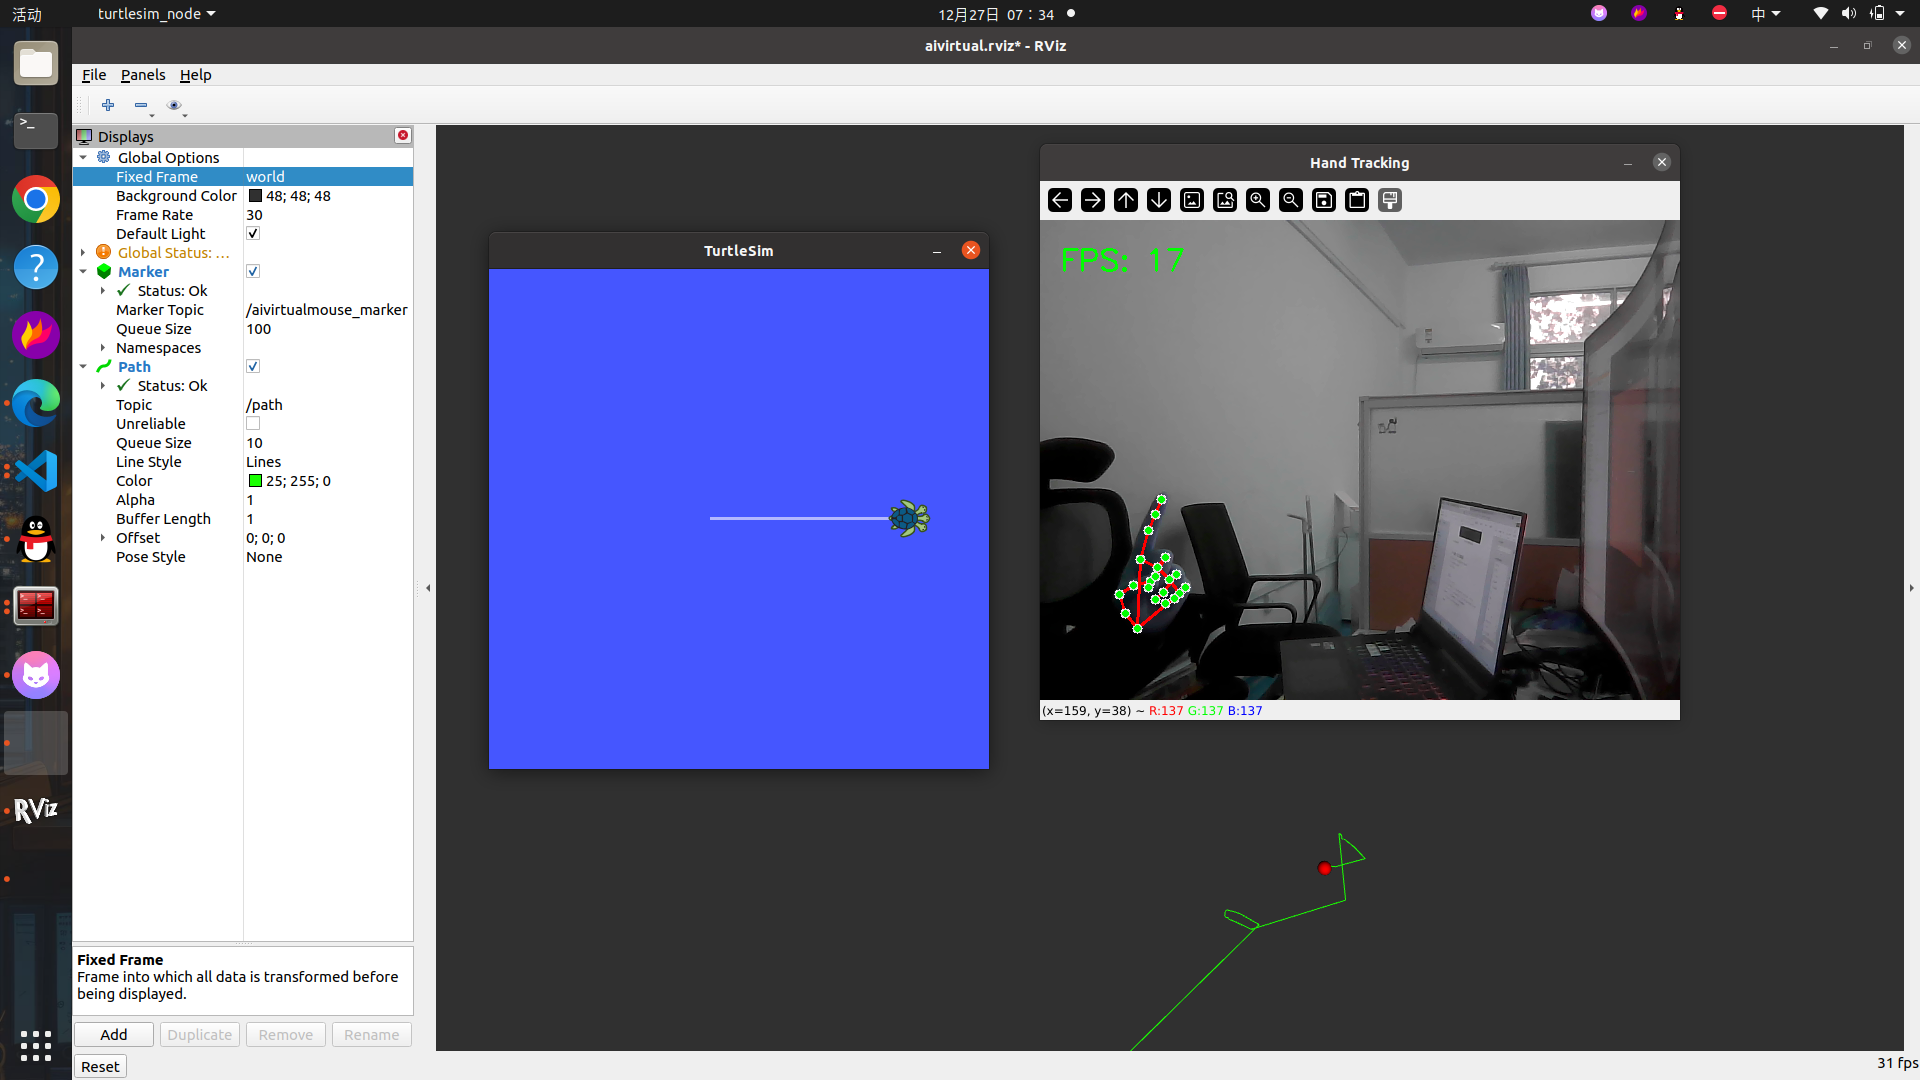 活动
turtlesim_node
12月27日 07：34
中
aivirtual.rviz* - RViz
File Panels Help
Displays
Global Options
Fixed Frame world
Background Color 48; 48; 48
Frame Rate 30
Default Light
Global Status: ...
Marker
Status: Ok
Marker Topic /aivirtualmouse_marker
Queue Size 100
Namespaces
Path
Status: Ok
Topic /path
Unreliable
Queue Size 10
Line Style Lines
Color 25; 255; 0
Alpha 1
Buffer Length 1
Offset 0; 0; 0
Pose Style None
Fixed Frame
Frame into which all data is transformed before
being displayed.
Add Duplicate Remove Rename
Reset
TurtleSim
Hand Tracking
FPS: 17
(x=159, y=38) ~ R:137 G:137 B:137
RViz
31 fps